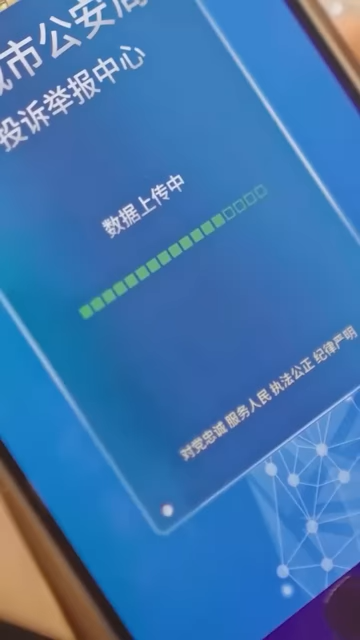 市公安局
投诉举报中心
数据上传中
对党忠诚 服务人民 执法公正 纪律严明